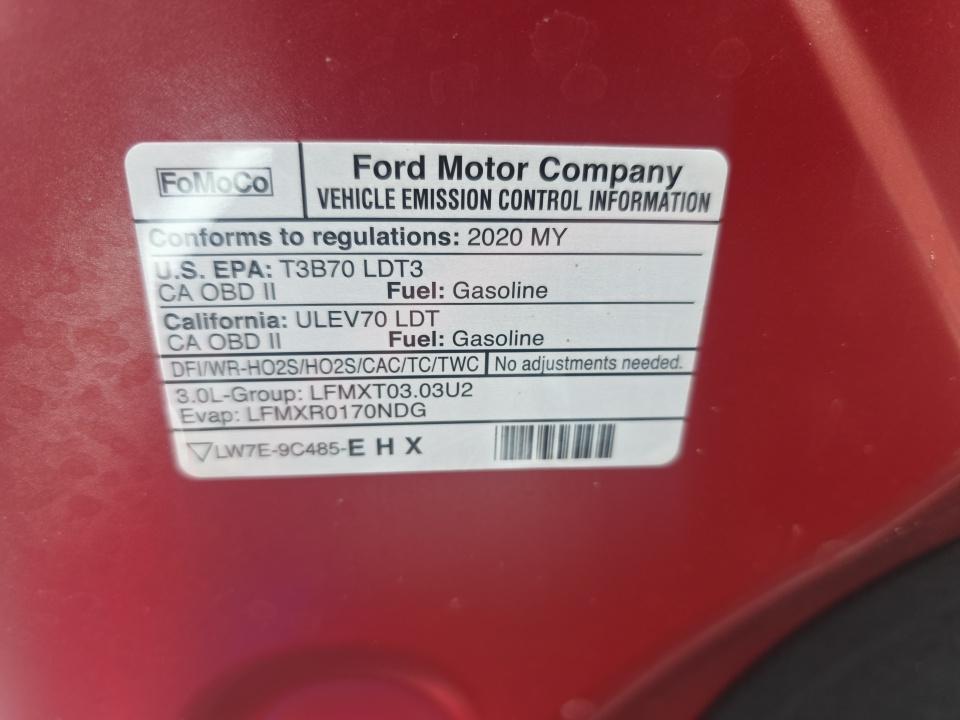 FoMoCo
Ford Motor Company
VEHICLE EMISSION CONTROL INFORMATION
Conforms to regulations: 2020 MY
U.S. EPA: T3B70 LDT3
CA OBD II Fuel: Gasoline
California: ULEV70 LDT
CA OBD II Fuel: Gasoline
DFI/WR-HO2S/HO2S/CAC/TC/TWC No adjustments needed.
3.0L-Group: LFMXT03.03U2
Evap: LFMXR0170NDG
LW7E-9C485-E H X